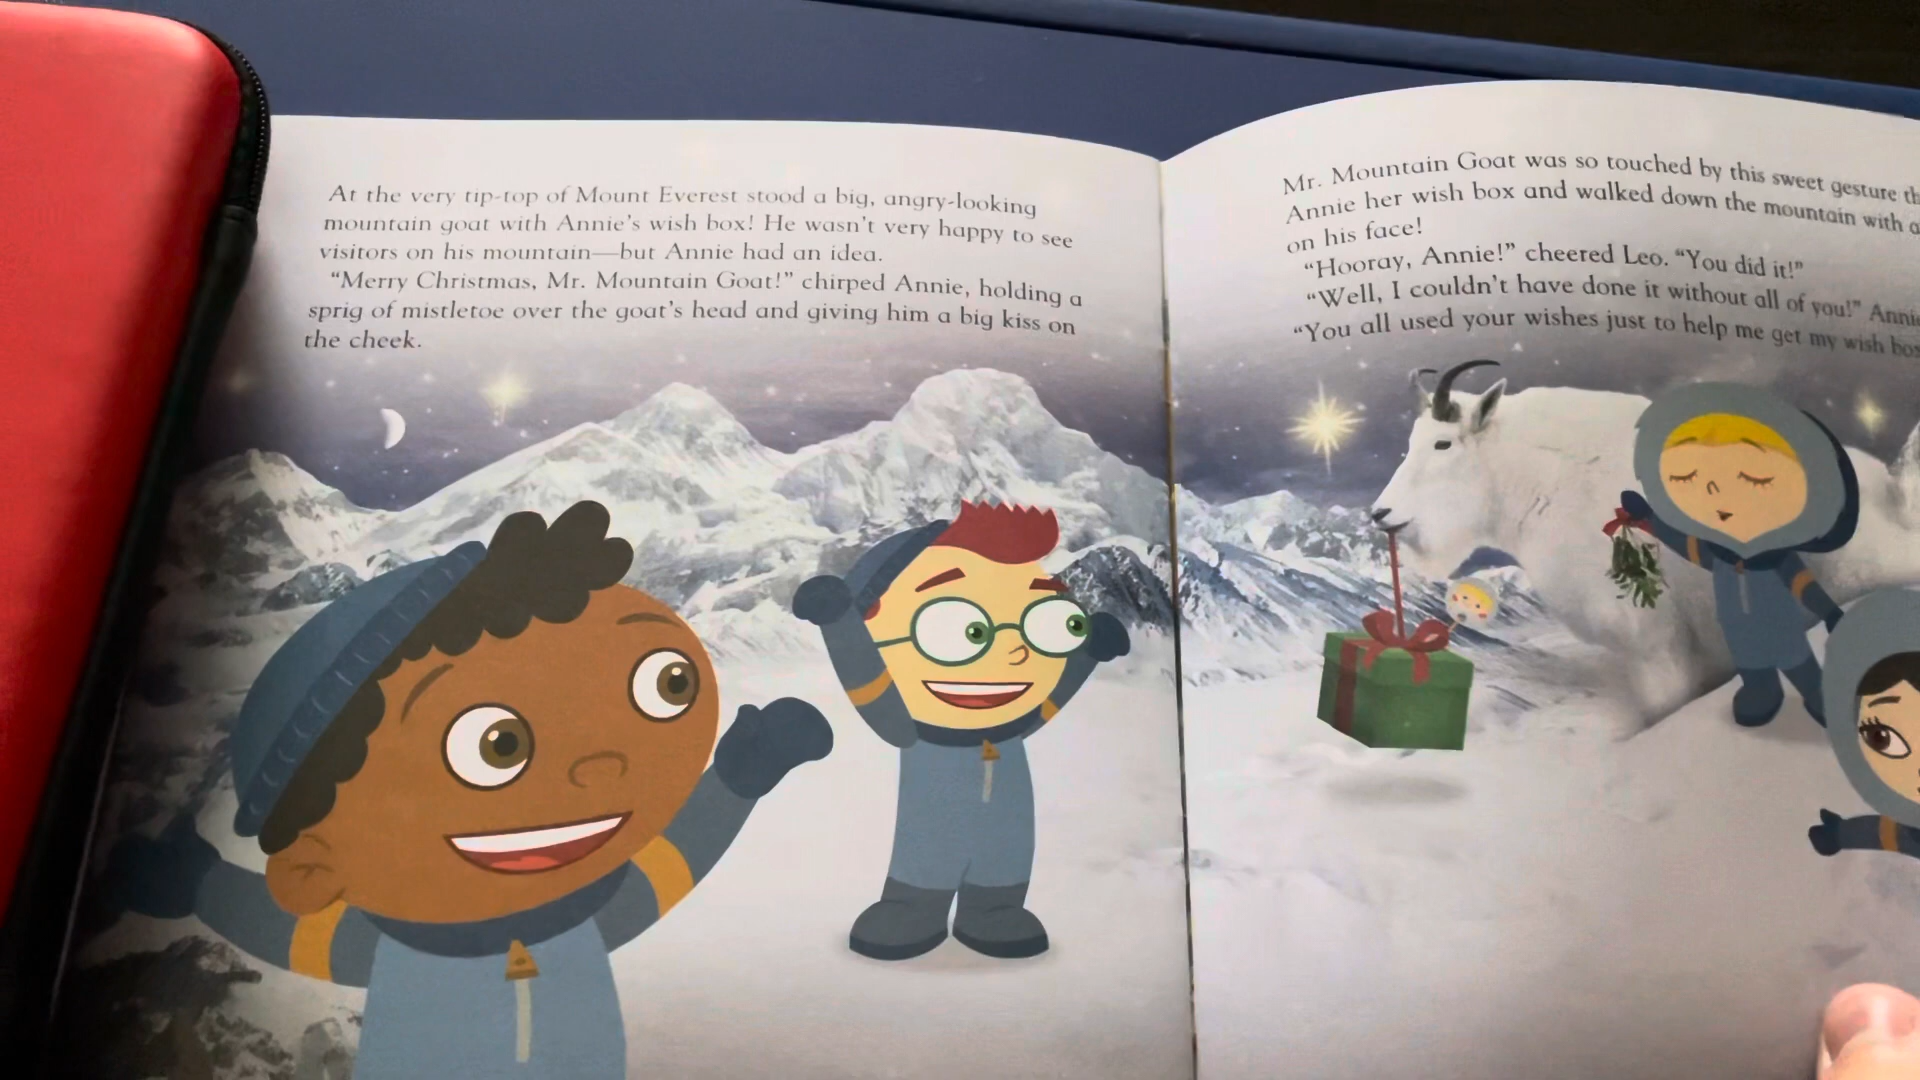 At the very tip-top of Mount Everest stood a big, angry-looking
mountain goat with Annie's wish box! He wasn't very happy to see
visitors on his mountain—but Annie had an idea.
“Merry Christmas, Mr. Mountain Goat!” chirped Annie, holding a
sprig of mistletoe over the goat's head and giving him a big kiss on
the cheek.
Mr. Mountain Goat was so touched by this sweet gesture
Annie her wish box and walked down the mountain with
on his face!
“Hooray, Annie!” cheered Leo. “You did it!”
“Well, I couldn't have done it without all of you!” Annie
“You all used your wishes just to help me get my wish box